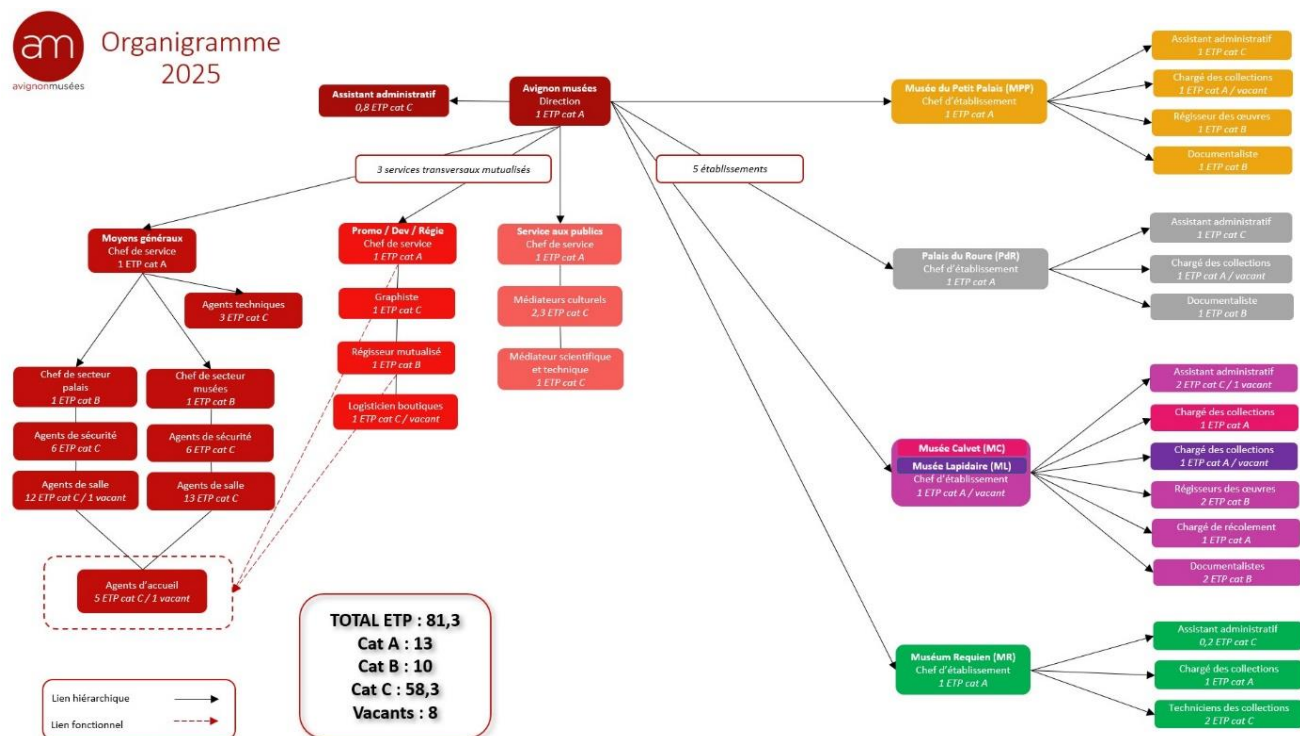 am
avignonmusées
Organigramme
2025
Assistant administratif
0,8 ETP cat C
Avignon musées
Direction
1 ETP cat A
3 services transversaux mutualisés
5 établissements
Moyens généraux
Chef de service
1 ETP cat A
Agents techniques
3 ETP cat C
Chef de secteur
palais
1 ETP cat B
Chef de secteur
musées
1 ETP cat B
Agents de sécurité
6 ETP cat C
Agents de sécurité
6 ETP cat C
Agents de salle
12 ETP cat C / 1 vacant
Agents de salle
13 ETP cat C
Agents d'accueil
5 ETP cat C / 1 vacant
Promo / Dev / Régie
Chef de service
1 ETP cat A
Graphiste
1 ETP cat C
Régisseur mutualisé
1 ETP cat B
Logisticien boutiques
1 ETP cat C / vacant
Service aux publics
Chef de service
1 ETP cat A
Médiateurs culturels
2,3 ETP cat C
Médiateur scientifique
et technique
1 ETP cat C
Musée du Petit Palais (MPP)
Chef d'établissement
1 ETP cat A
Assistant administratif
1 ETP cat C
Chargé des collections
1 ETP cat A / vacant
Régisseur des œuvres
1 ETP cat B
Documentaliste
1 ETP cat B
Palais du Roure (PdR)
Chef d'établissement
1 ETP cat A
Assistant administratif
1 ETP cat C
Chargé des collections
1 ETP cat A / vacant
Documentaliste
1 ETP cat B
Musée Calvet (MC)
Musée Lapidaire (ML)
Chef d'établissement
1 ETP cat A / vacant
Assistant administratif
2 ETP cat C / 1 vacant
Chargé des collections
1 ETP cat A
Chargé des collections
1 ETP cat A / vacant
Régisseurs des œuvres
2 ETP cat B
Chargé de récolement
1 ETP cat A
Documentalistes
2 ETP cat B
Muséum Requien (MR)
Chef d'établissement
1 ETP cat A
Assistant administratif
0,2 ETP cat C
Chargé des collections
1 ETP cat A
Techniciens des collections
2 ETP cat C
TOTAL ETP : 81,3
Cat A : 13
Cat B : 10
Cat C : 58,3
Vacants : 8
Lien hiérarchique
Lien fonctionnel